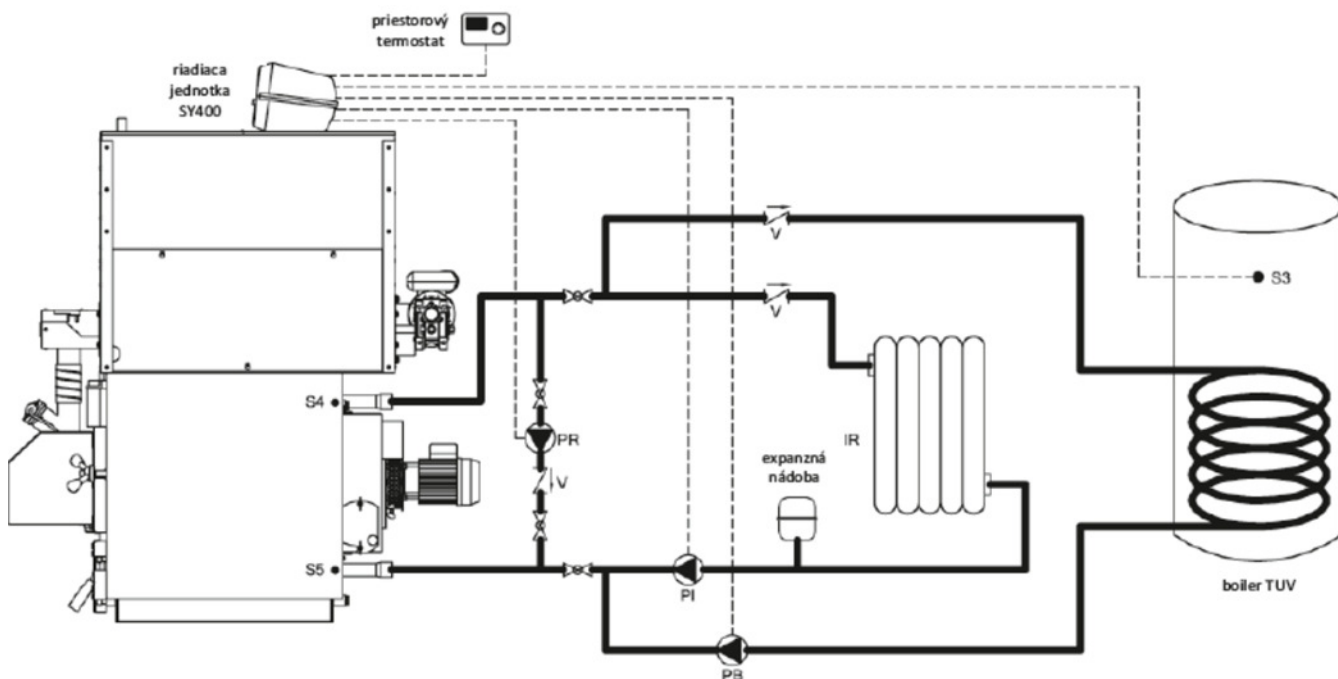 priestorový
termostat
riadiaca
jednotka
SY400
V
S3
V
S4
PR
IR
expanzná
nádoba
V
S5
PI
boiler TUV
PB